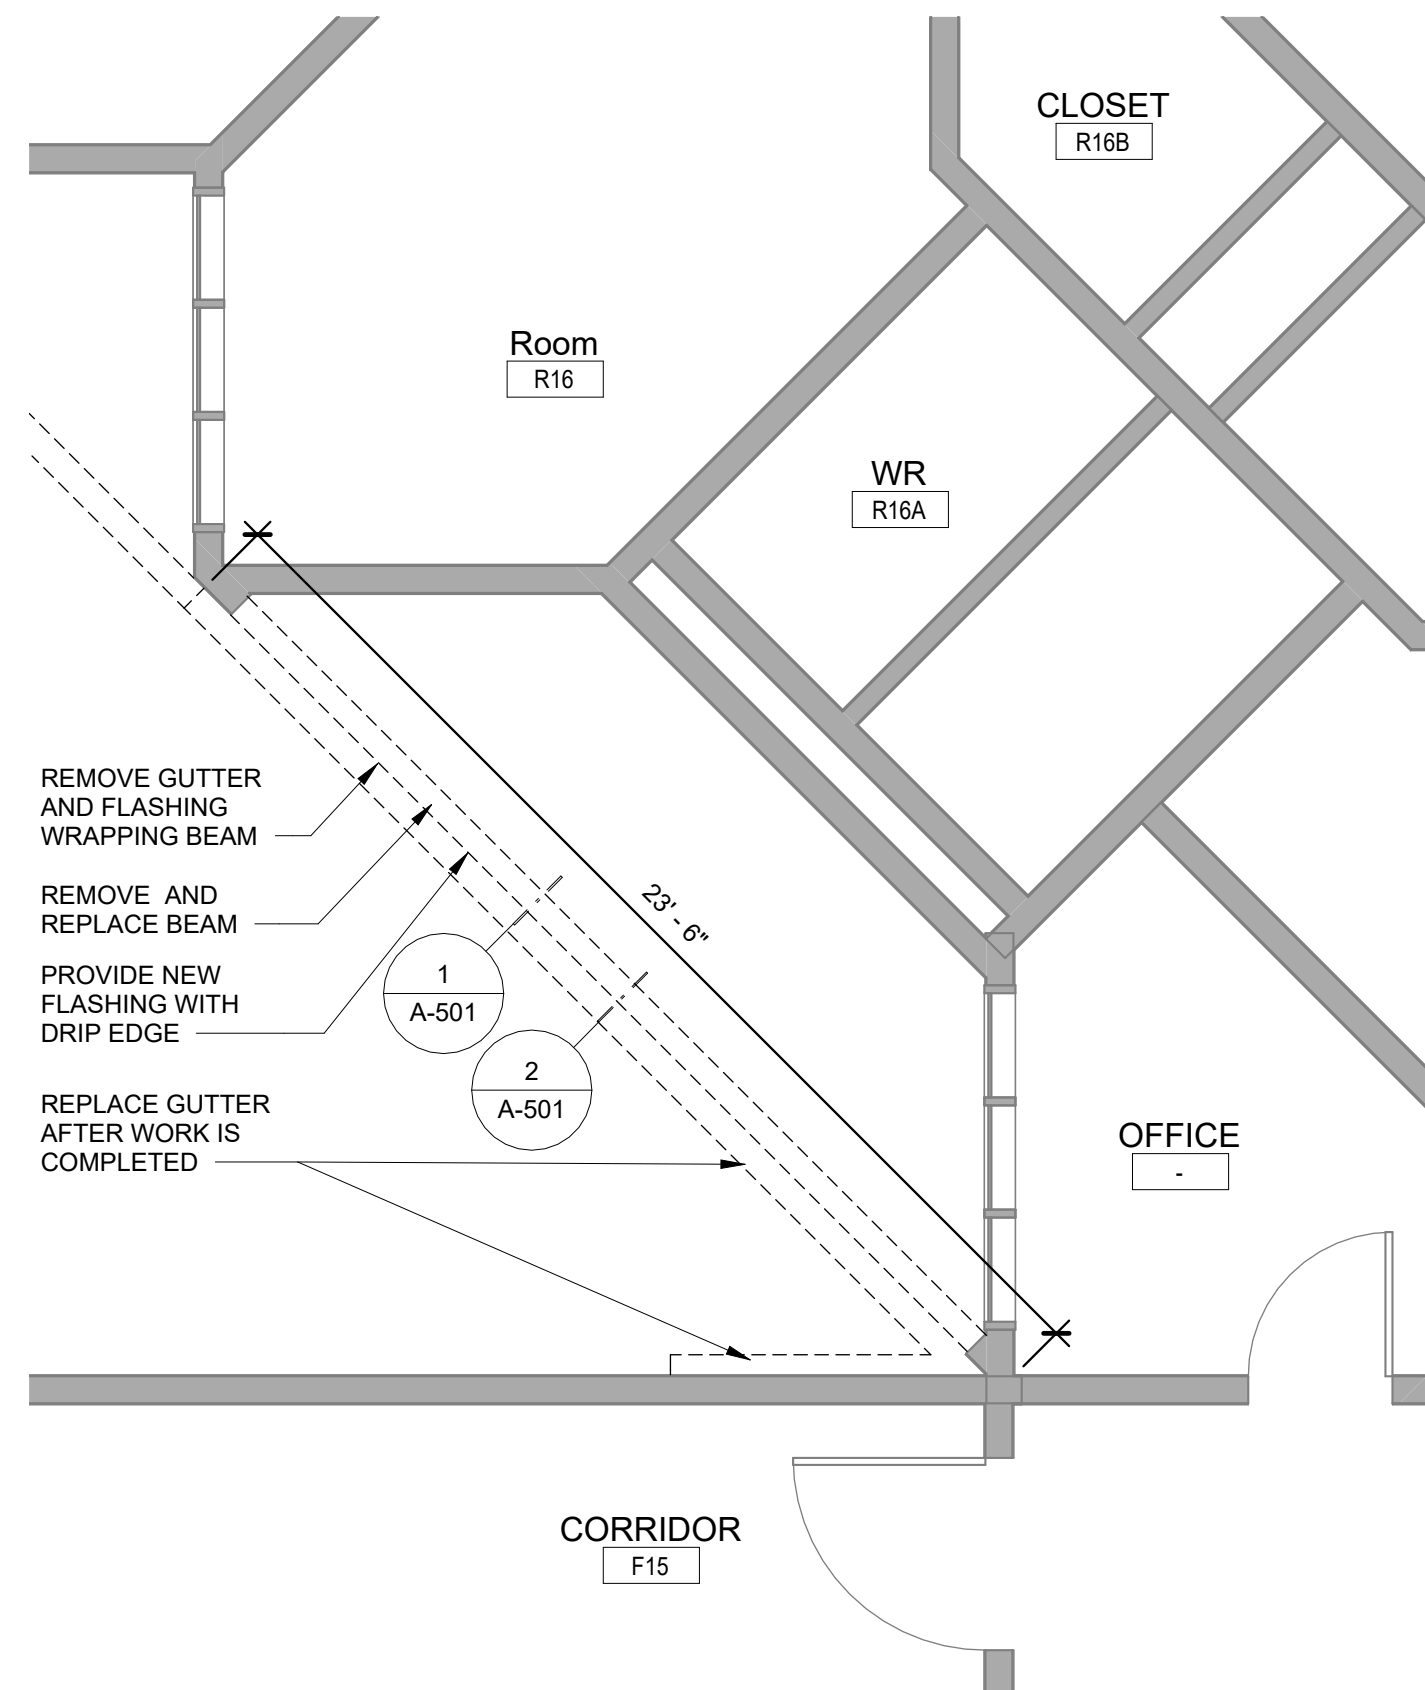 CLOSET
R16B
Room
R16
WR
R16A
REMOVE GUTTER
AND FLASHING
WRAPPING BEAM
REMOVE AND
REPLACE BEAM
PROVIDE NEW
FLASHING WITH
DRIP EDGE
REPLACE GUTTER
AFTER WORK IS
COMPLETED
23' - 6"
1
A-501
2
A-501
OFFICE
-
CORRIDOR
F15